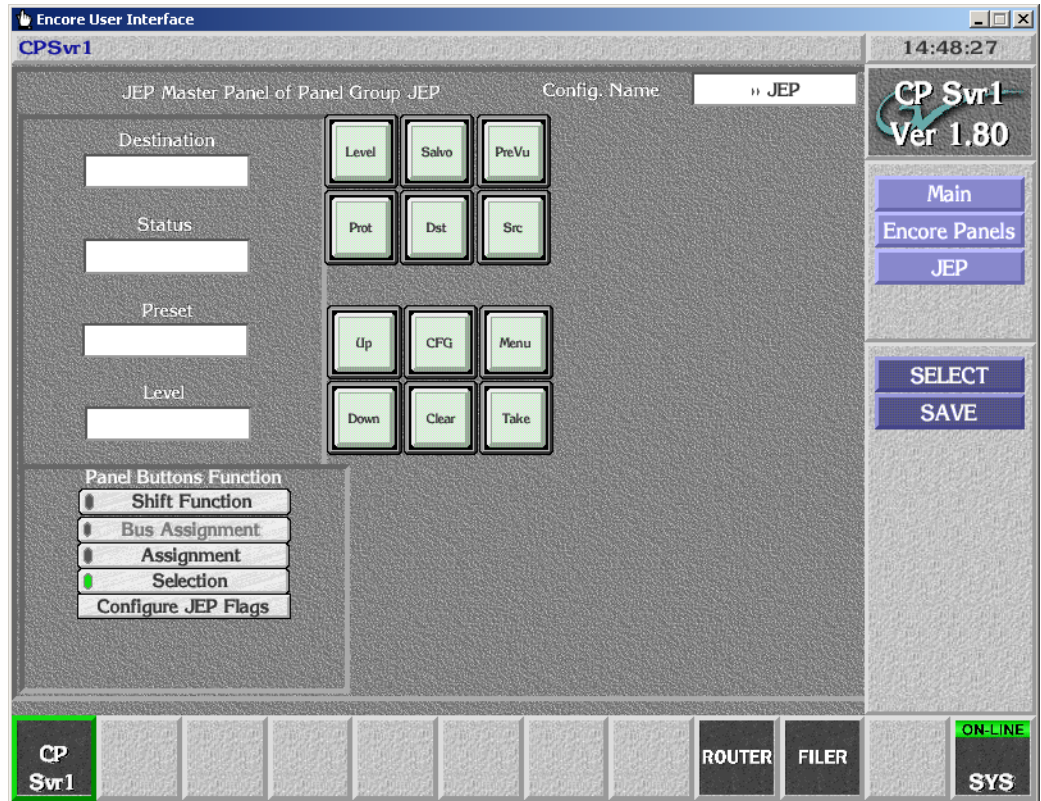 Encore User Interface
CPSvr1
14:48:27
JEP Master Panel of Panel Group JEP
Config. Name
›› JEP
CP Svr1
Ver 1.80
Destination
Status
Preset
Level
Level Salvo PreVu
Prot Dst Src
Up CFG Menu
Down Clear Take
Main
Encore Panels
JEP
SELECT
SAVE
Panel Buttons Function
Shift Function
Bus Assignment
Assignment
Selection
Configure JEP Flags
CP
Svr1
ROUTER
FILER
ON-LINE
SYS